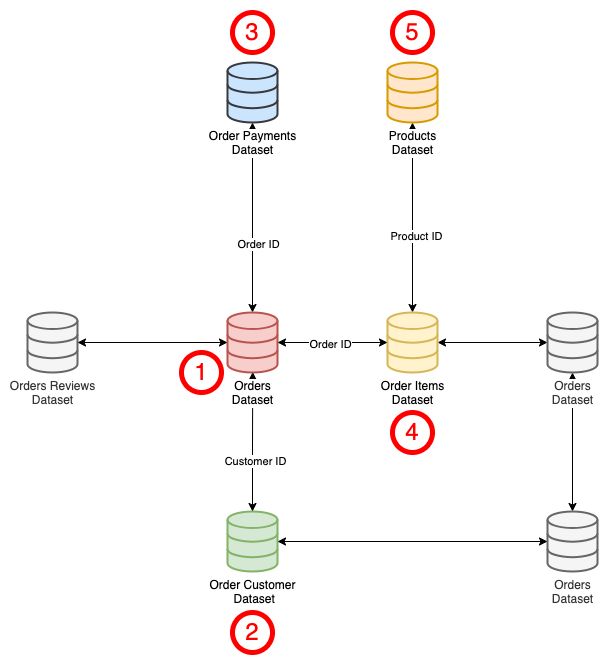 3
5
Order Payments
Dataset
Products
Dataset
Order ID
Product ID
Order ID
1
Orders Reviews
Dataset
Orders
Dataset
Order Items
Dataset
Orders
Dataset
4
Customer ID
Order Customer
Dataset
Orders
Dataset
2